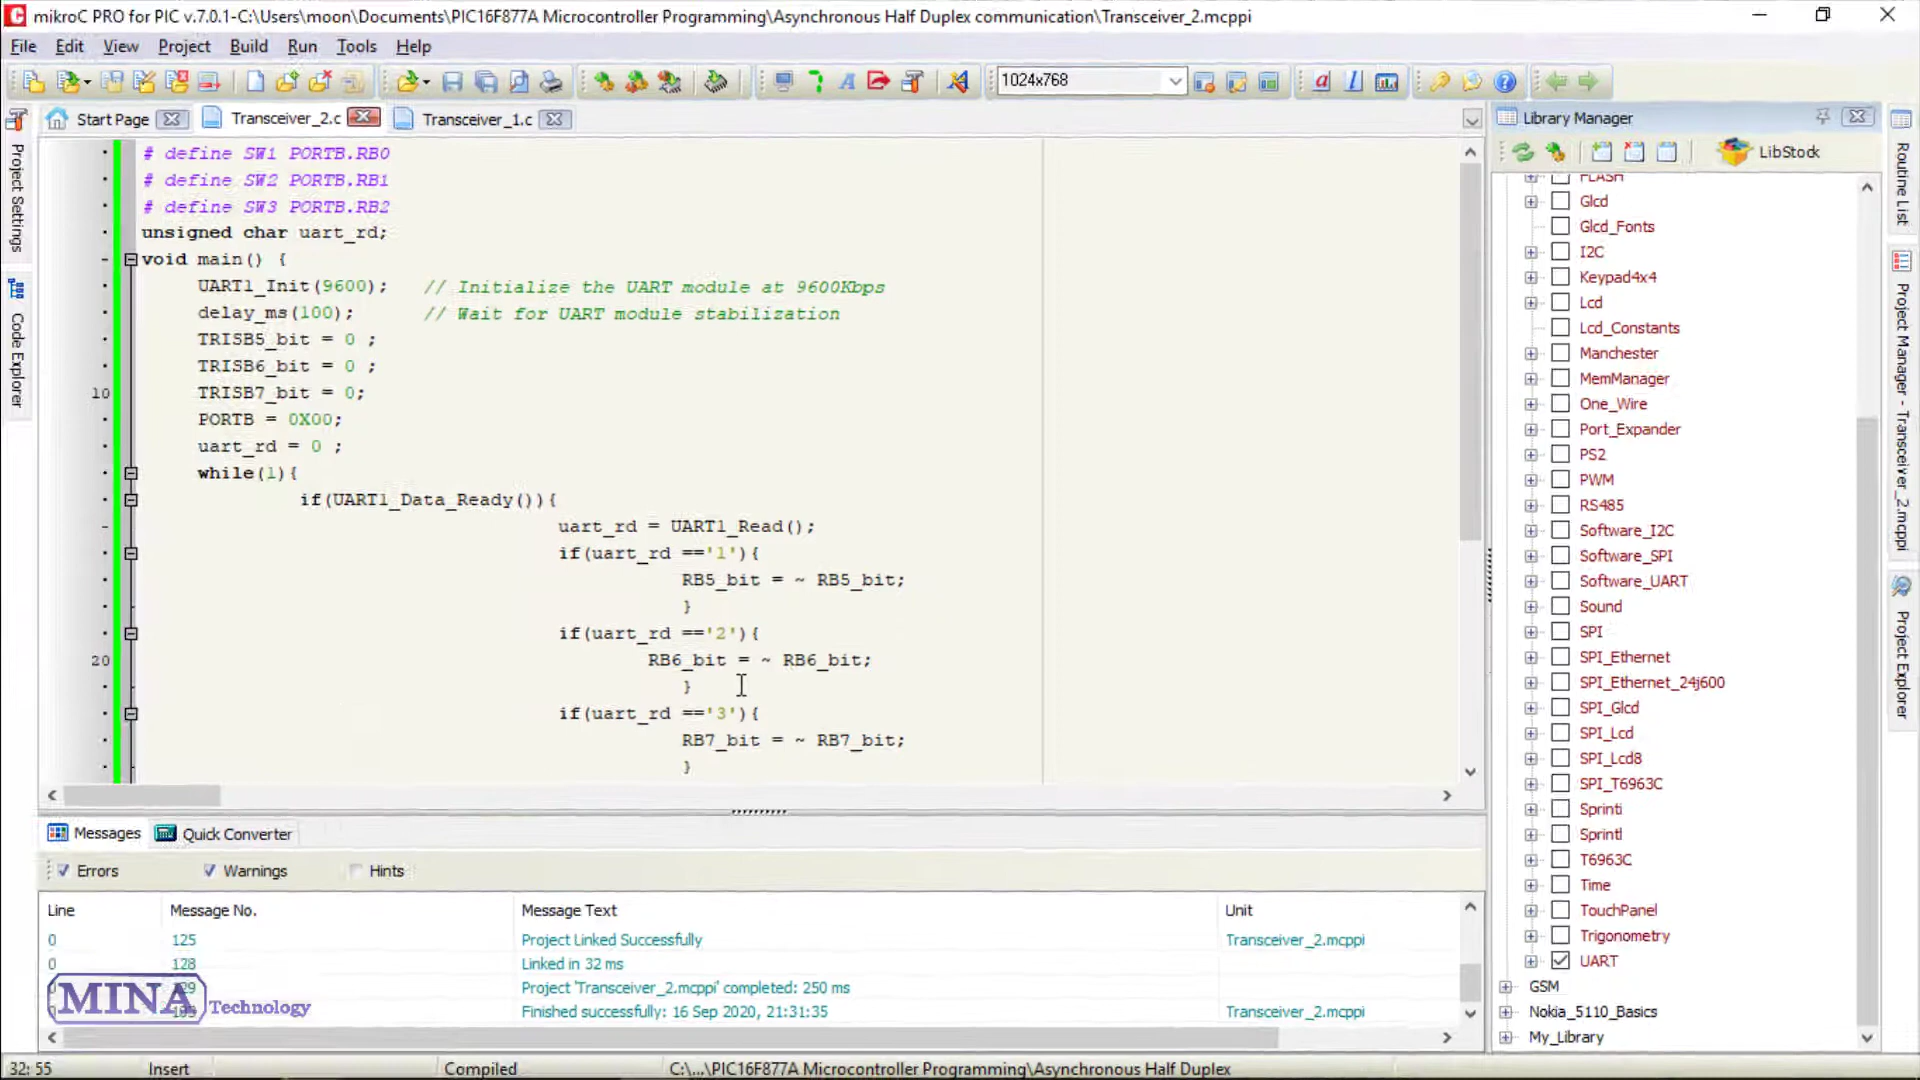 mikroC PRO for PIC v.7.0.1-C:\Users\moon\Documents\PIC16F877A Microcontroller Programming\Asynchronous Half Duplex communication\Transceiver_2.mcppi
File Edit View Project Build Run Tools Help
1024x768
Start Page Transceiver_2.c Transceiver_1.c
Library Manager
LibStock
Project Settings
Code Explorer
# define SW1 PORTB.RB0
# define SW2 PORTB.RB1
# define SW3 PORTB.RB2
unsigned char uart_rd;
void main() {
UART1_Init(9600); // Initialize the UART module at 9600Kbps
delay_ms(100); // Wait for UART module stabilization
TRISB5_bit = 0 ;
TRISB6_bit = 0 ;
10 TRISB7_bit = 0;
PORTB = 0X00;
uart_rd = 0 ;
while(1){
if(UART1_Data_Ready()){
uart_rd = UART1_Read();
if(uart_rd =='1'){
RB5_bit = ~ RB5_bit;
}
if(uart_rd =='2'){
20 RB6_bit = ~ RB6_bit;
}
if(uart_rd =='3'){
RB7_bit = ~ RB7_bit;
}
FLASH
Glcd
Glcd_Fonts
I2C
Keypad4x4
Lcd
Lcd_Constants
Manchester
MemManager
One_Wire
Port_Expander
PS2
PWM
RS485
Software_I2C
Software_SPI
Software_UART
Sound
SPI
SPI_Ethernet
SPI_Ethernet_24j600
SPI_Glcd
SPI_Lcd
SPI_Lcd8
SPI_T6963C
Sprinti
Sprintl
T6963C
Time
TouchPanel
Trigonometry
UART
GSM
Nokia_5110_Basics
My_Library
Routine List
Project Manager - Transceiver_2.mcppi
Project Explorer
Messages Quick Converter
Errors Warnings Hints
Line Message No. Message Text Unit
0 125 Project Linked Successfully Transceiver_2.mcppi
0 128 Linked in 32 ms
Project 'Transceiver_2.mcppi' completed: 250 ms
Finished successfully: 16 Sep 2020, 21:31:35 Transceiver_2.mcppi
MINA Technology
32: 55 Insert Compiled C:\...\PIC16F877A Microcontroller Programming\Asynchronous Half Duplex